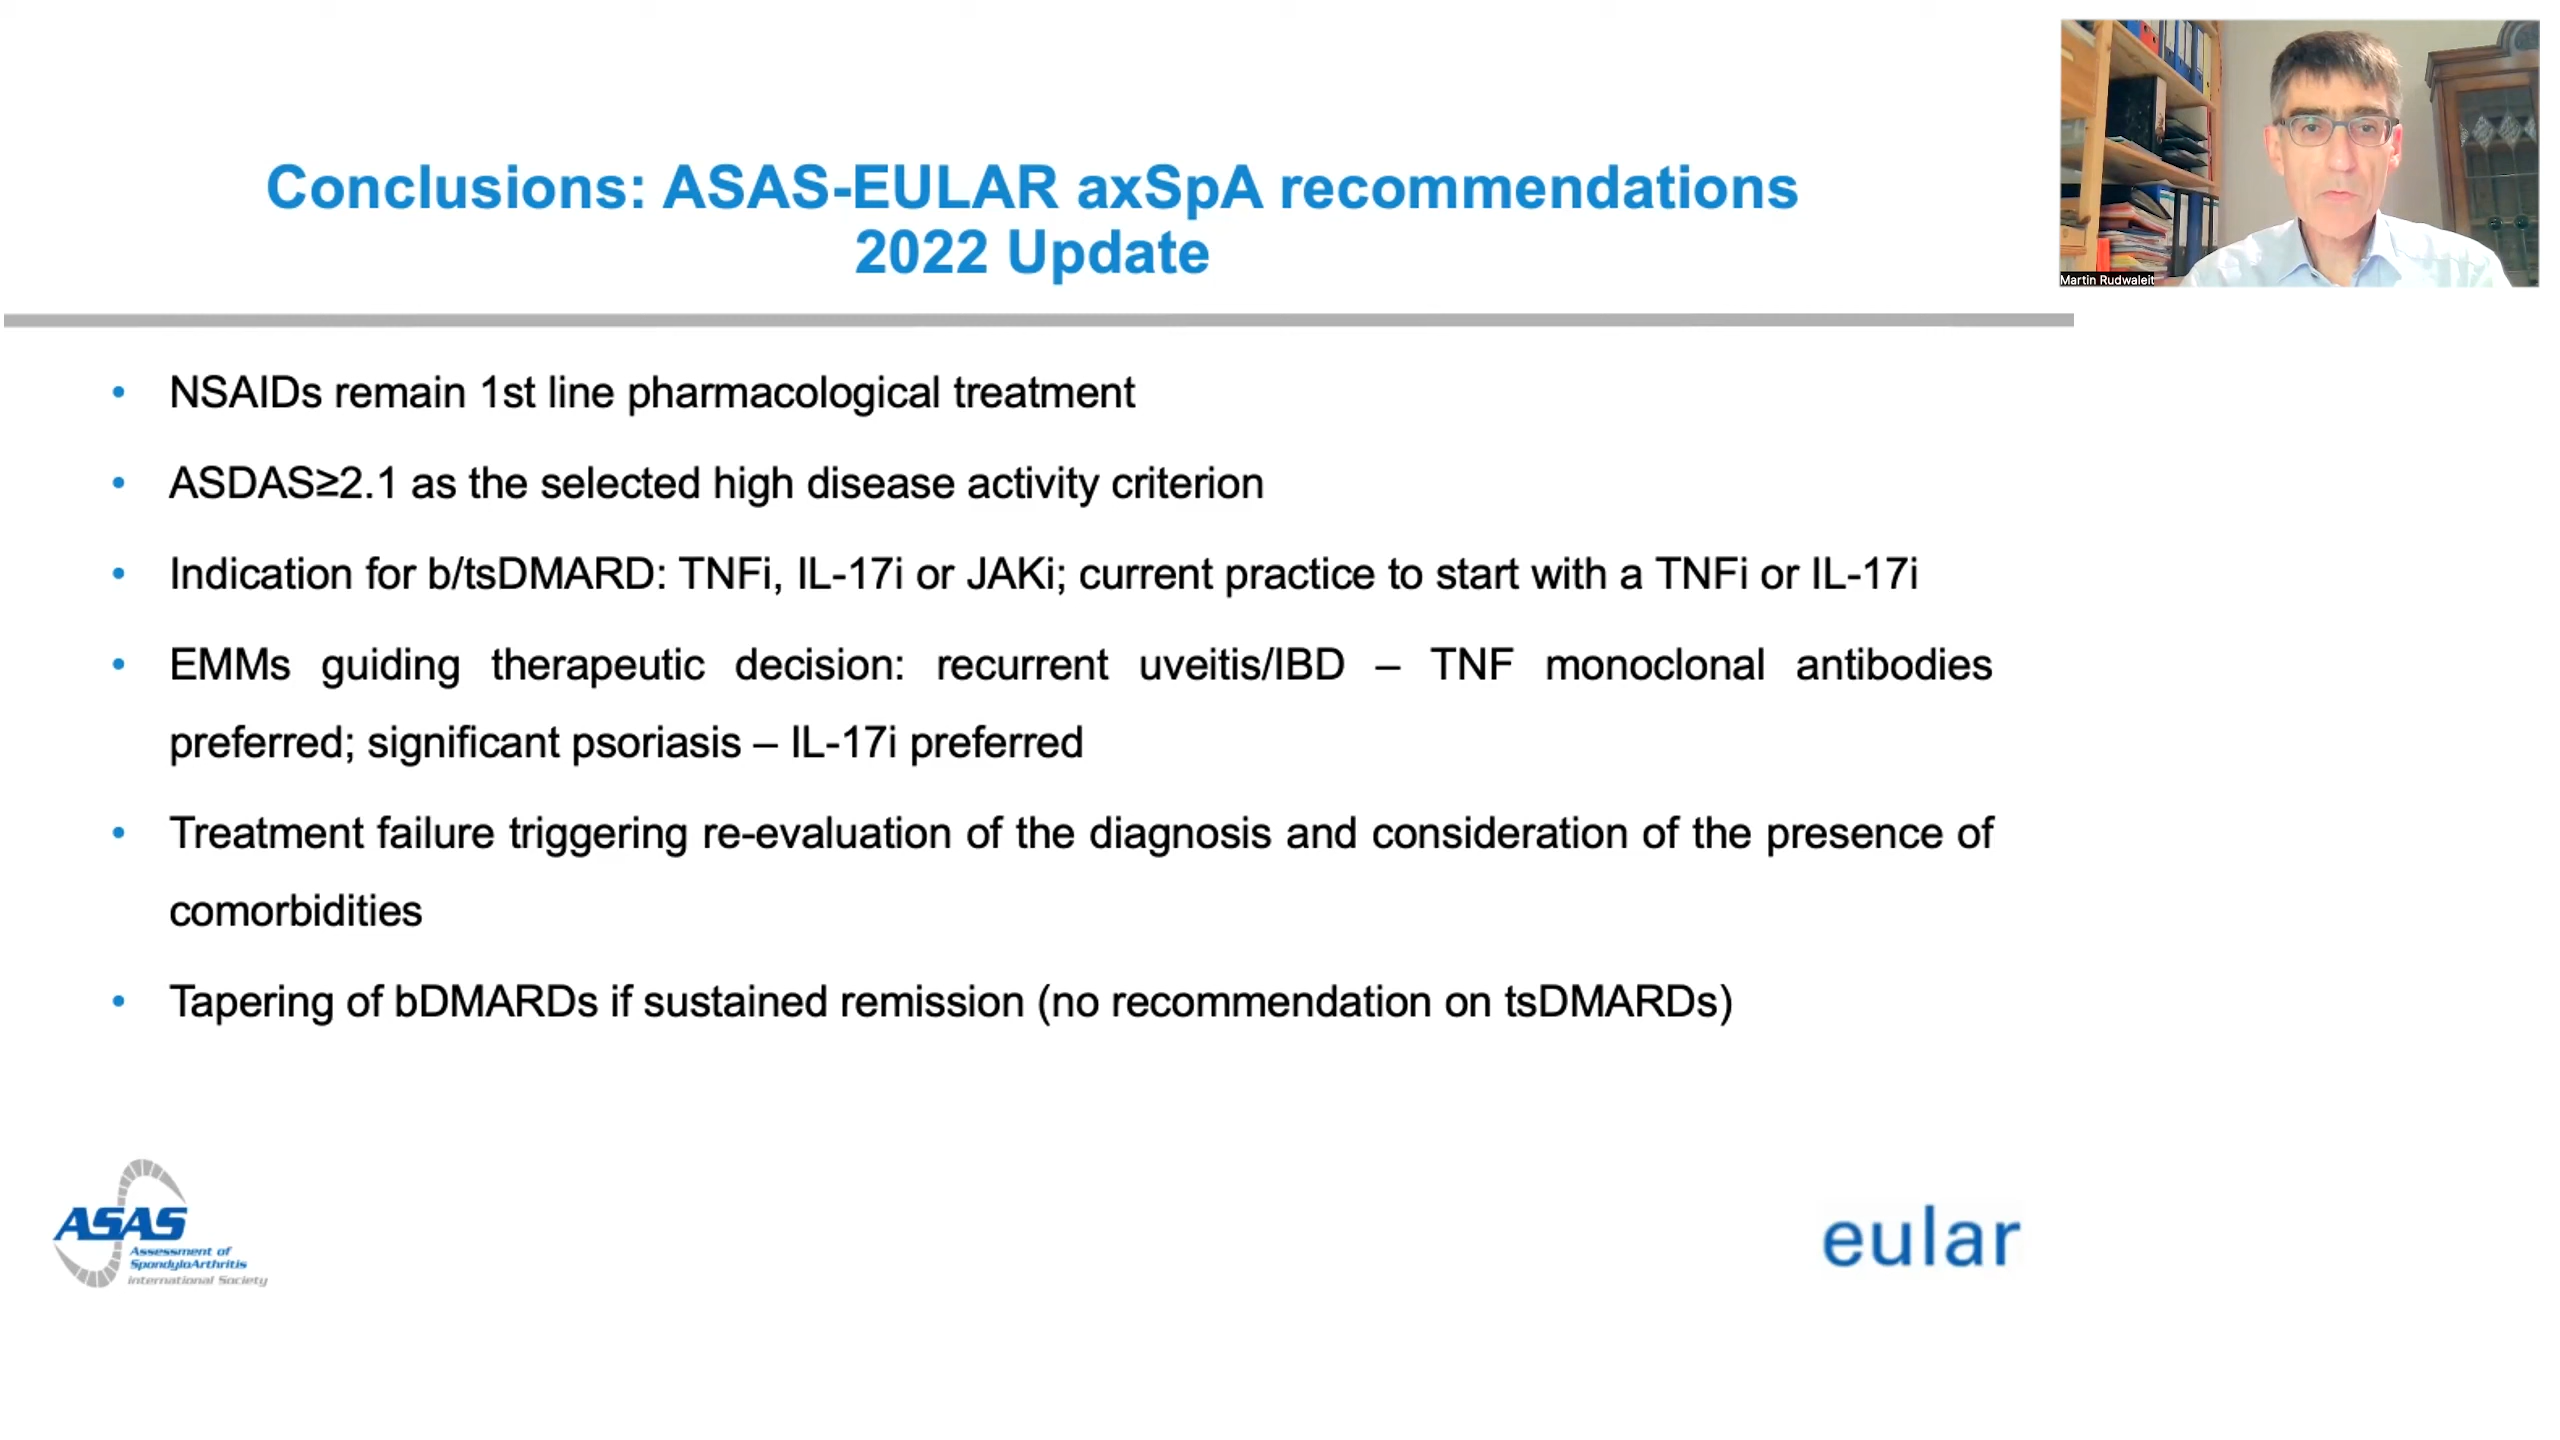 Conclusions: ASAS-EULAR axSpA recommendations
2022 Update
Martin Rudwaleit
• NSAIDs remain 1st line pharmacological treatment
• ASDAS≥2.1 as the selected high disease activity criterion
• Indication for b/tsDMARD: TNFi, IL-17i or JAKi; current practice to start with a TNFi or IL-17i
• EMMs guiding therapeutic decision: recurrent uveitis/IBD – TNF monoclonal antibodies
preferred; significant psoriasis – IL-17i preferred
• Treatment failure triggering re-evaluation of the diagnosis and consideration of the presence of
comorbidities
• Tapering of bDMARDs if sustained remission (no recommendation on tsDMARDs)
ASAS
Assessment of
SpondyloArthritis
international Society
eular